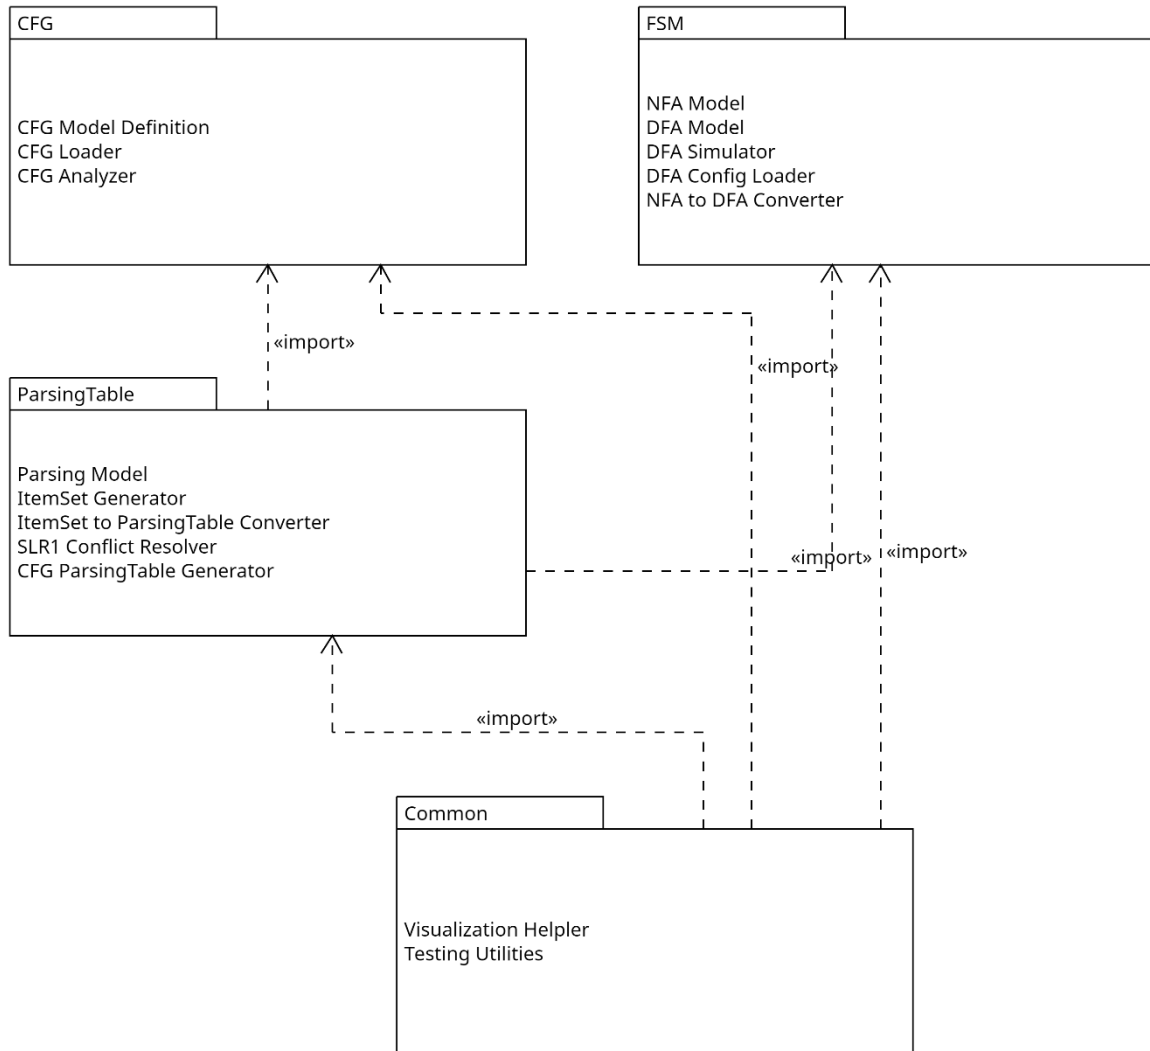 CFG
CFG Model Definition
CFG Loader
CFG Analyzer
FSM
NFA Model
DFA Model
DFA Simulator
DFA Config Loader
NFA to DFA Converter
«import»
«import»
ParsingTable
Parsing Model
ItemSet Generator
ItemSet to ParsingTable Converter
SLR1 Conflict Resolver
CFG ParsingTable Generator
«import»
«import»
«import»
Common
Visualization Helpler
Testing Utilities